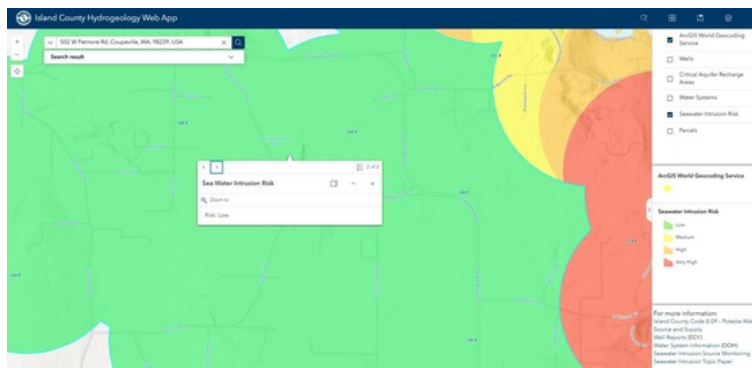 Island County Hydrogeology Web App
502 W Patmore Rd, Coupeville, WA, 98239, USA
Search result
2 of 2
Sea Water Intrusion Risk
Zoom to
Risk: Low
ArcGIS World Geocoding
Service
Wells
Critical Aquifer Recharge
Areas
Water Systems
Seawater Intrusion Risk
Parcels
ArcGIS World Geocoding Service
Seawater Intrusion Risk
Low
Medium
High
Very High
For more information:
Island County Code 8.09 - Potable Wat
Source and Supply
Well Reports (ECY)
Water System Information (DOH)
Seawater Intrusion Source Monitoring
Seawater Intrusion Topic Paper